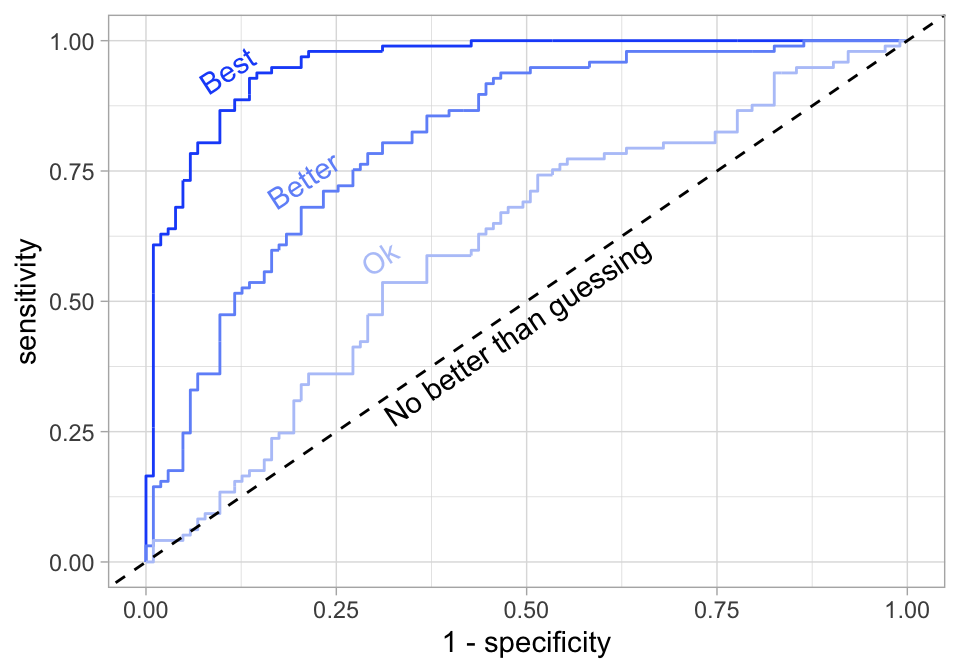 1.00
0.75
0.50
0.25
0.00
sensitivity
Best
Better
Ok
No better than guessing
0.00
0.25
0.50
0.75
1.00
1 - specificity